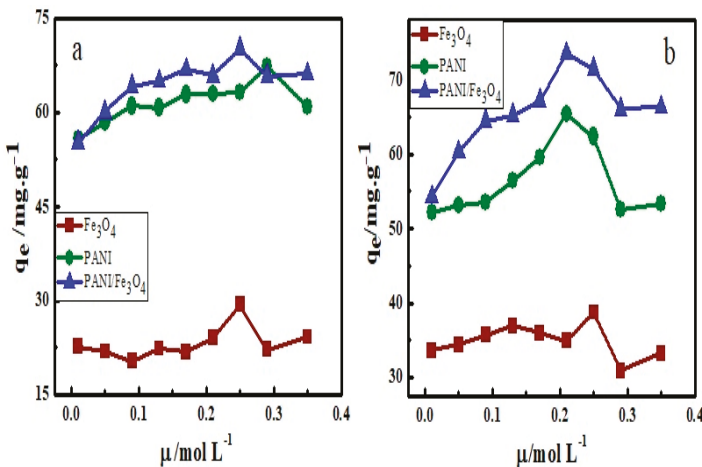 a
qe /mg.g⁻¹
75
60
45
30
15
Fe₃O₄
PANI
PANI/Fe₃O₄
0.0 0.1 0.2 0.3 0.4
μ/mol L⁻¹
b
qe /mg.g⁻¹
70
60
50
40
30
Fe₃O₄
PANI
PANI/Fe₃O₄
0.0 0.1 0.2 0.3 0.4
μ/mol L⁻¹